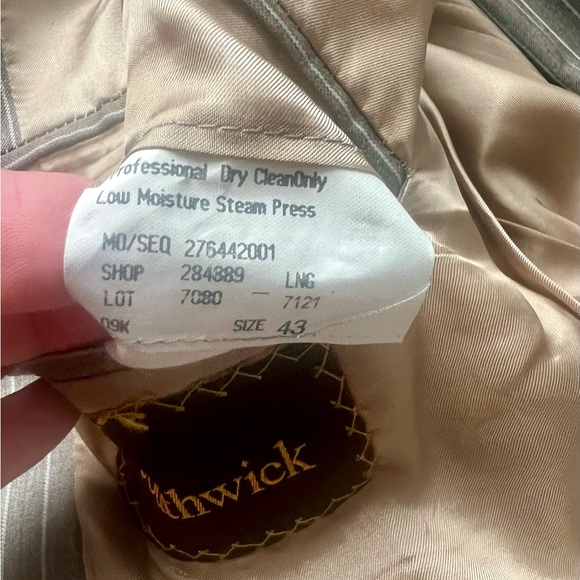 Professional Dry CleanOnly
Low Moisture Steam Press
MO/SEQ 276442001
SHOP 284889 LNG
LOT 7080 — 7121
09K SIZE 43
thwick